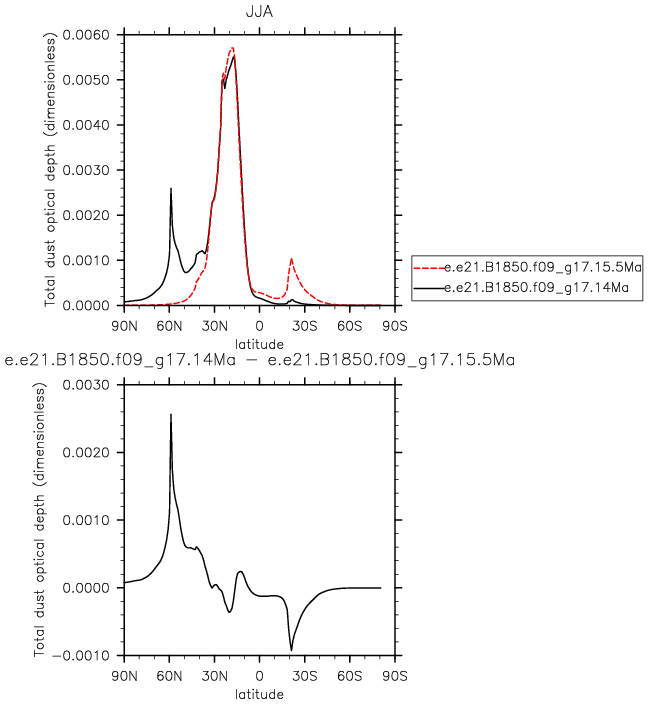 JJA
Total dust optical depth (dimensionless)
0.0060
0.0050
0.0040
0.0030
0.0020
0.0010
0.0000
90N 60N 30N 0 30S 60S 90S
latitude
e.e21.B1850.f09_g17.15.5Ma
e.e21.B1850.f09_g17.14Ma
e.e21.B1850.f09_g17.14Ma − e.e21.B1850.f09_g17.15.5Ma
Total dust optical depth (dimensionless)
0.0030
0.0020
0.0010
0.0000
−0.0010
90N 60N 30N 0 30S 60S 90S
latitude